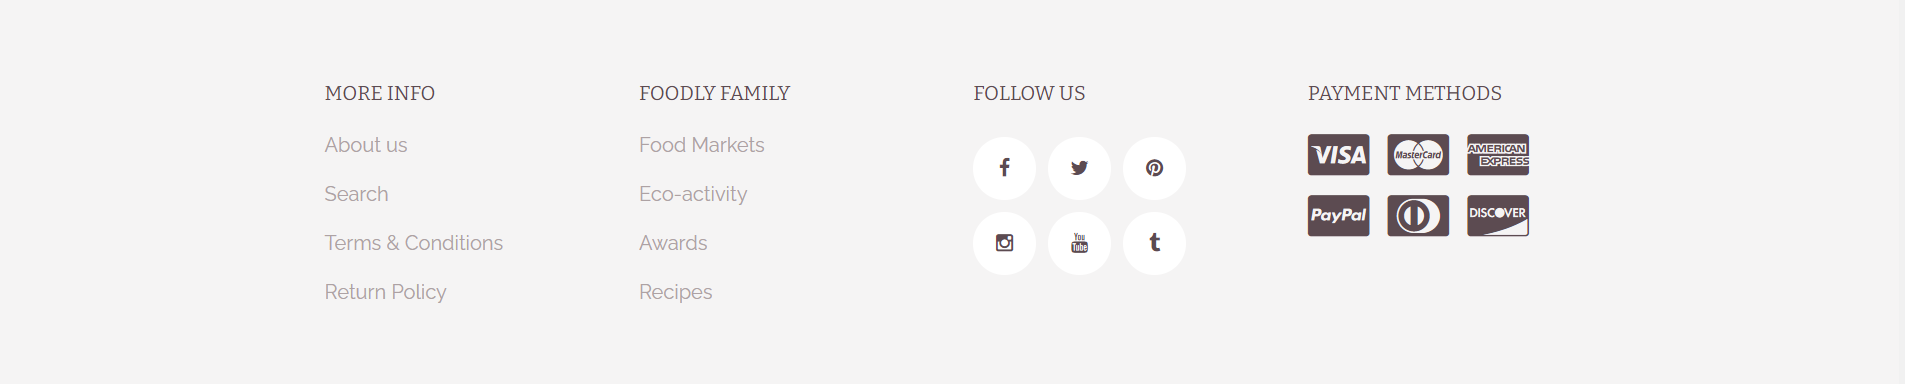 MORE INFO
About us
Search
Terms & Conditions
Return Policy
FOODLY FAMILY
Food Markets
Eco-activity
Awards
Recipes
FOLLOW US
f
You
Tube
t
PAYMENT METHODS
VISA
MasterCard
AMERICAN
EXPRESS
PayPal
DISCOVER